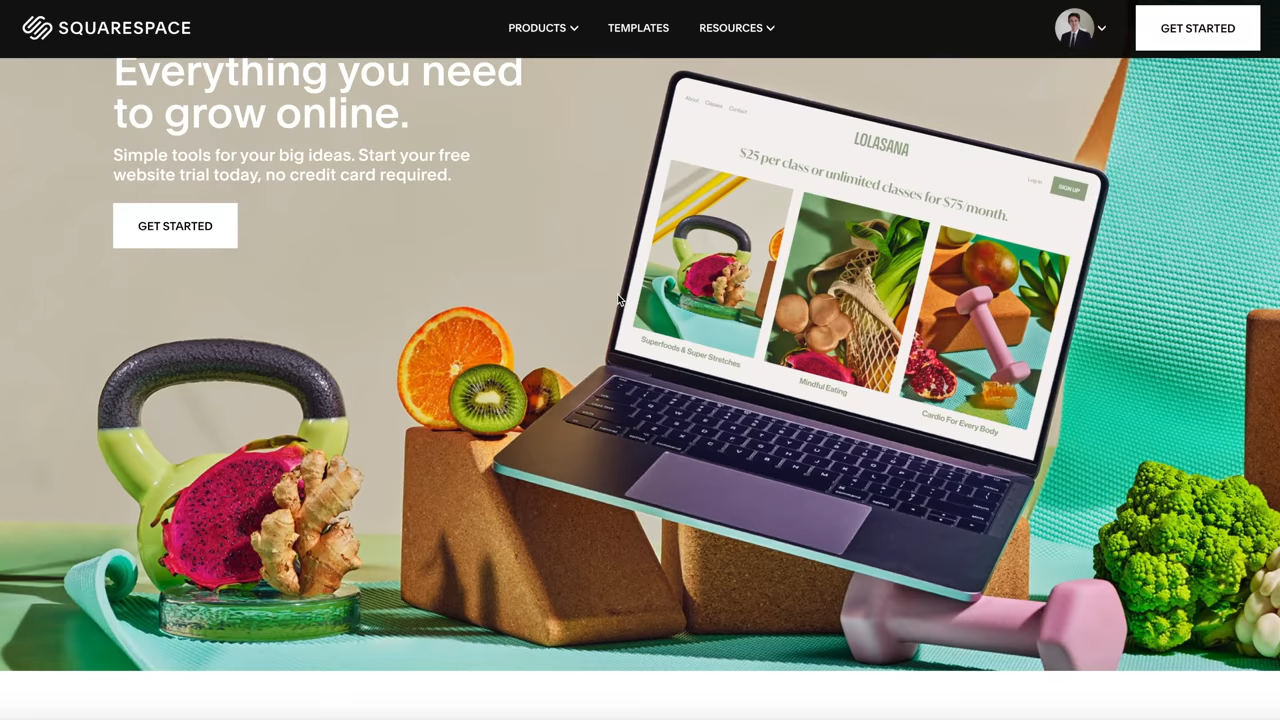 SQUARESPACE
PRODUCTS
TEMPLATES
RESOURCES
GET STARTED
Everything you need
to grow online.
Simple tools for your big ideas. Start your free
website trial today, no credit card required.
GET STARTED
About Classes Contact
LOLASANA
Log in
SIGN UP
$25 per class or unlimited classes for $75/month.
Superfoods & Super Stretches
Mindful Eating
Cardio For Every Body